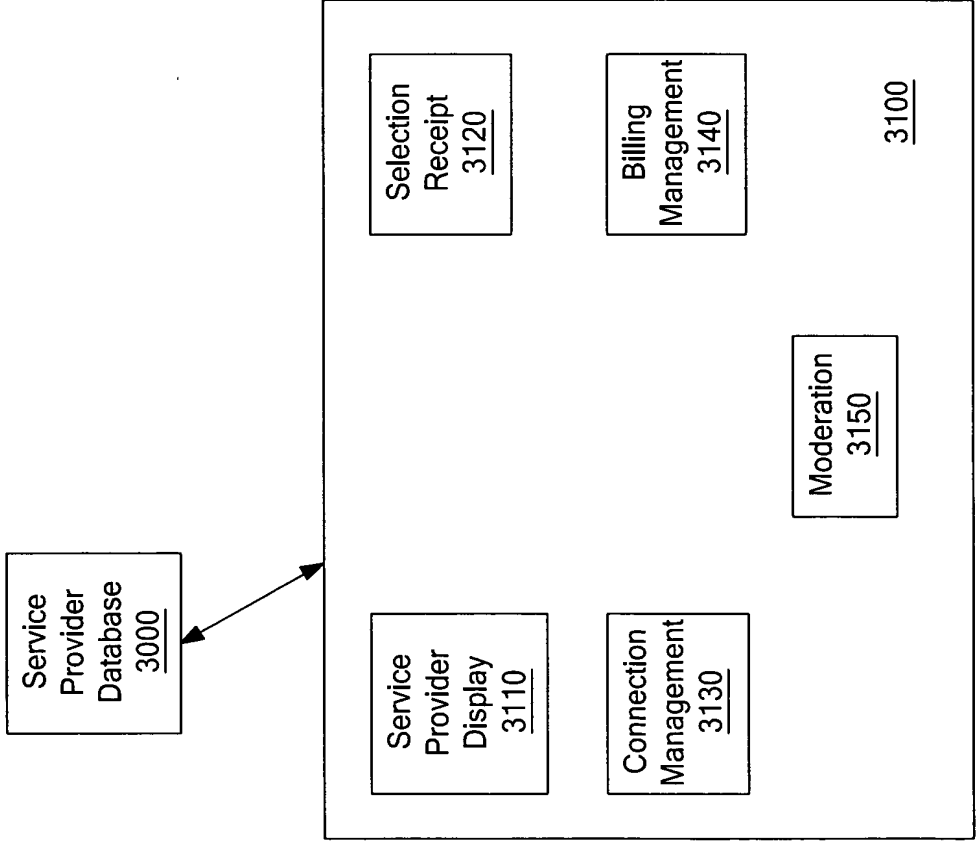 Service
Provider
Database
3000
Service
Provider
Display
3110
Selection
Receipt
3120
Connection
Management
3130
Billing
Management
3140
Moderation
3150
3100